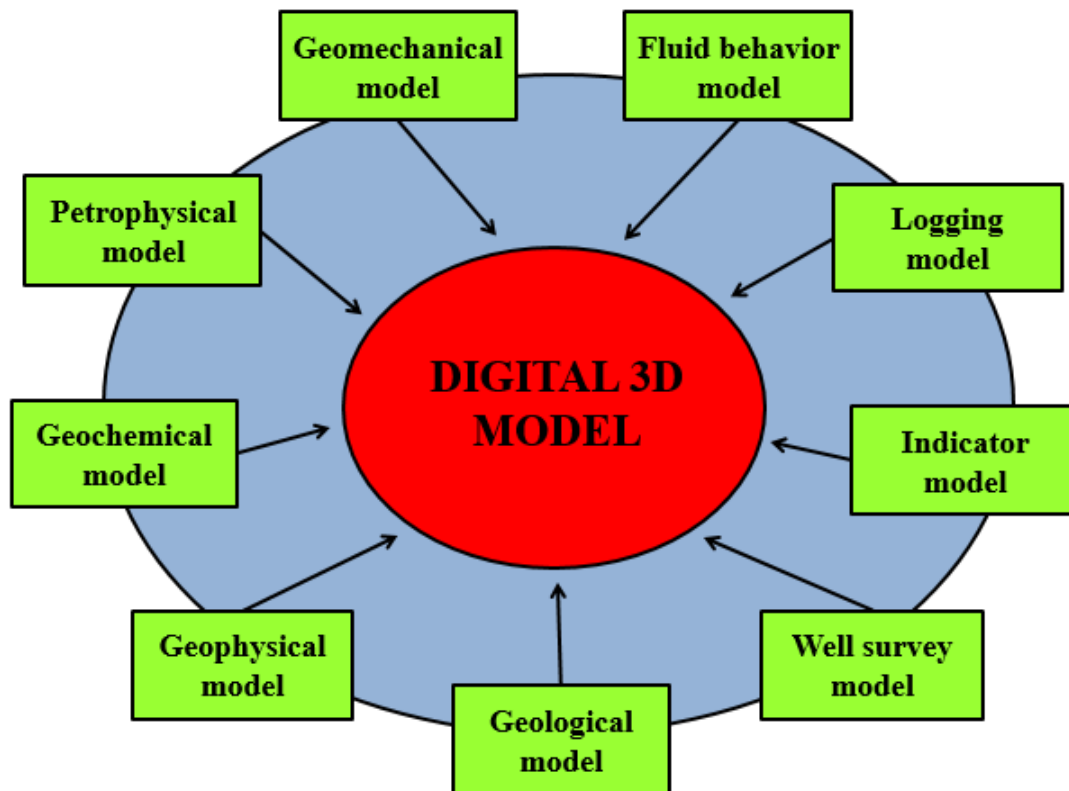 Geomechanical
model
Fluid behavior
model
Petrophysical
model
Logging
model
DIGITAL 3D
MODEL
Geochemical
model
Indicator
model
Geophysical
model
Well survey
model
Geological
model